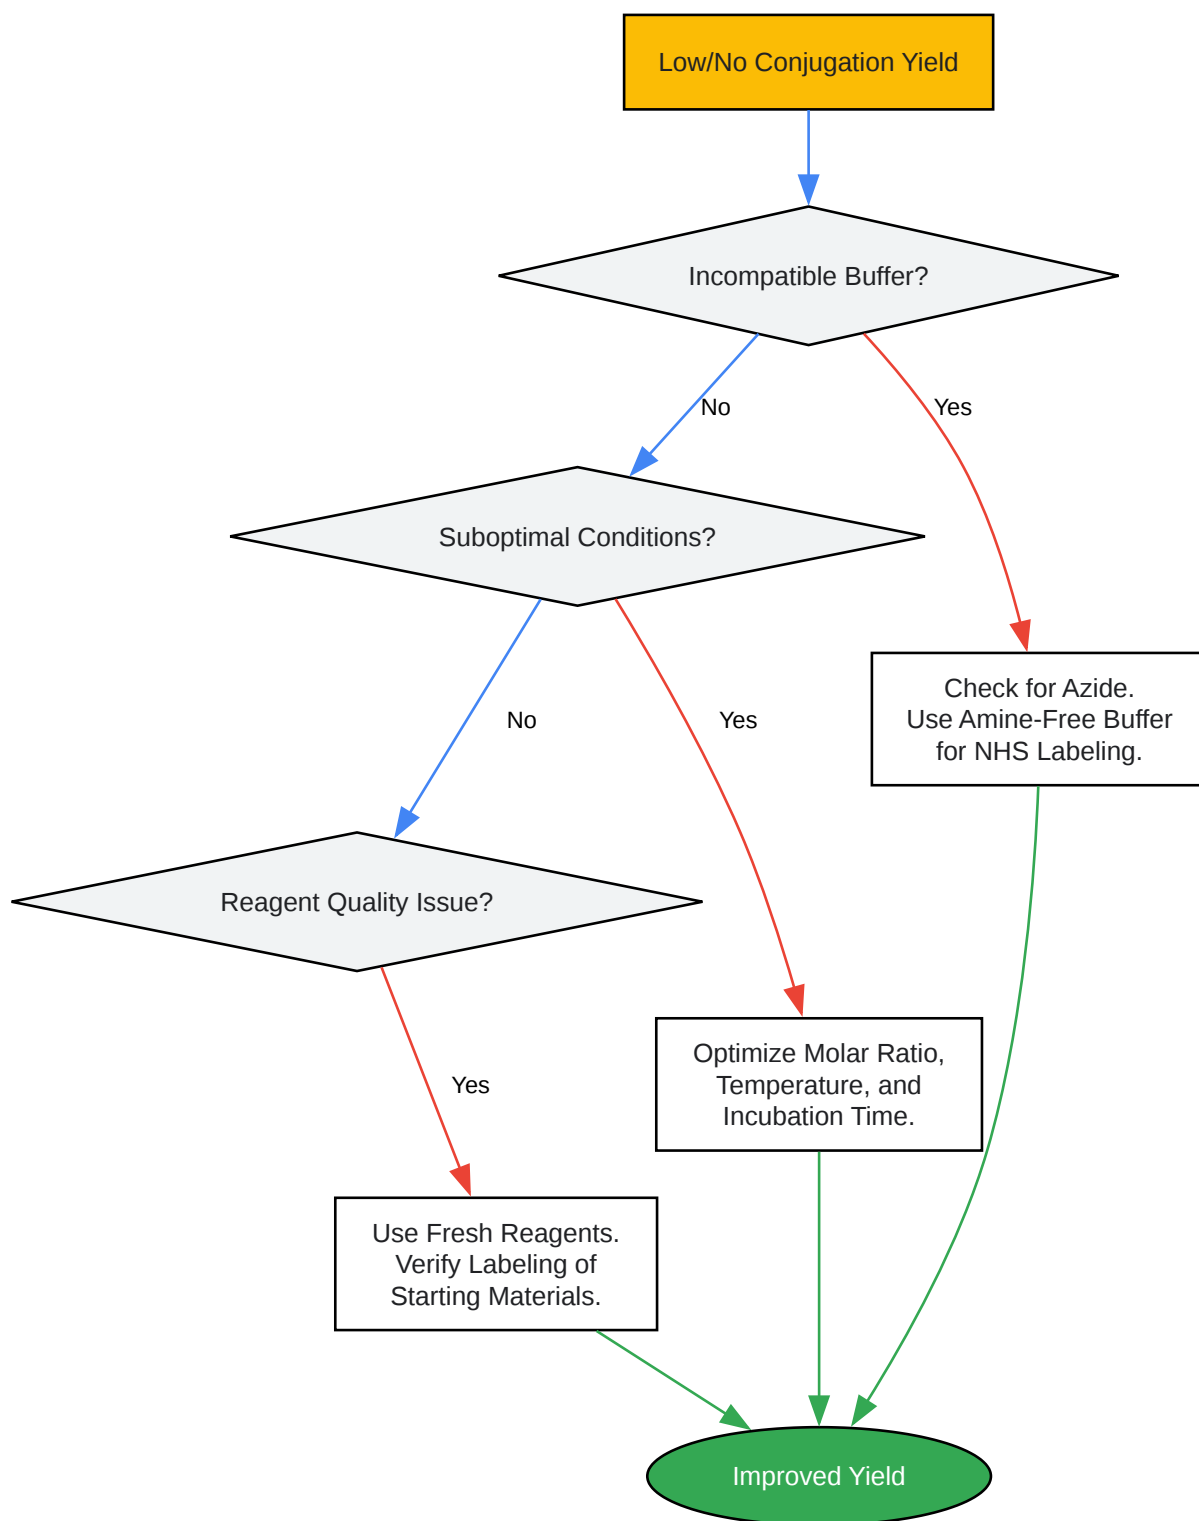 Low/No Conjugation Yield
Incompatible Buffer?
No
Yes
Suboptimal Conditions?
Check for Azide.
Use Amine-Free Buffer
for NHS Labeling.
No
Yes
Reagent Quality Issue?
Optimize Molar Ratio,
Temperature, and
Incubation Time.
Yes
Use Fresh Reagents.
Verify Labeling of
Starting Materials.
Improved Yield